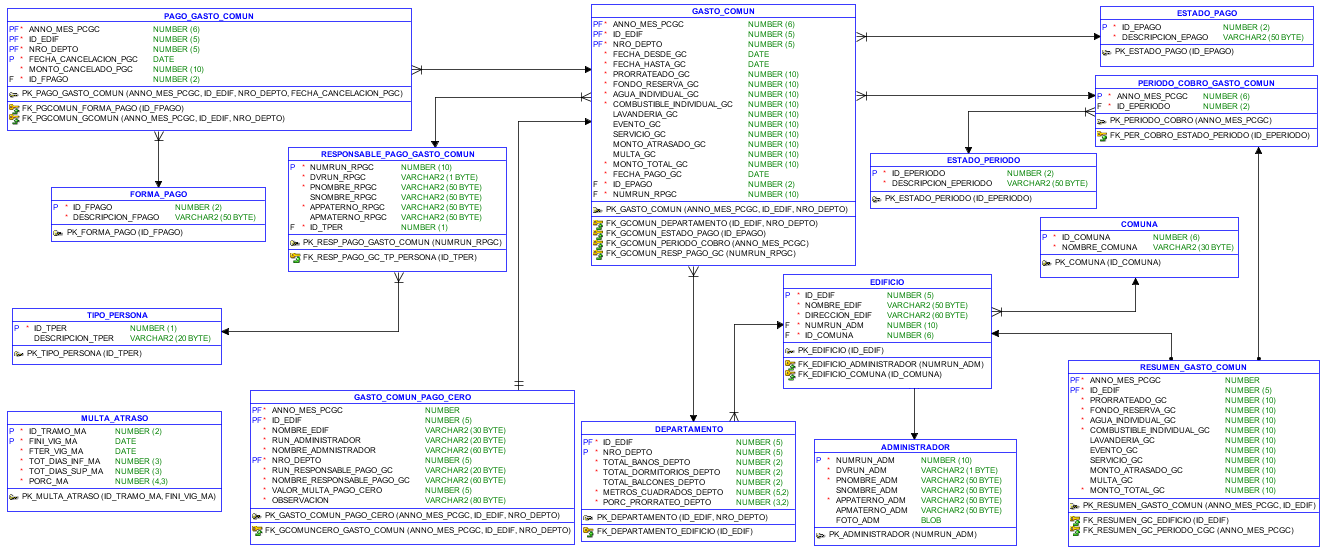 PAGO_GASTO_COMUN
PF* ANNO_MES_PCGC NUMBER (6)
PF* ID_EDIF NUMBER (5)
PF* NRO_DEPTO NUMBER (5)
P * FECHA_CANCELACION_PGC DATE
* MONTO_CANCELADO_PGC NUMBER (10)
F * ID_FPAGO NUMBER (2)
PK_PAGO_GASTO_COMUN (ANNO_MES_PCGC, ID_EDIF, NRO_DEPTO, FECHA_CANCELACION_PGC)
FK_PGCOMUN_FORMA_PAGO (ID_FPAGO)
FK_PGCOMUN_GCOMUN (ANNO_MES_PCGC, ID_EDIF, NRO_DEPTO)
GASTO_COMUN
PF* ANNO_MES_PCGC NUMBER (6)
PF* ID_EDIF NUMBER (5)
PF* NRO_DEPTO NUMBER (5)
* FECHA_DESDE_GC DATE
* FECHA_HASTA_GC DATE
* PRORRATEADO_GC NUMBER (10)
* FONDO_RESERVA_GC NUMBER (10)
* AGUA_INDIVIDUAL_GC NUMBER (10)
* COMBUSTIBLE_INDIVIDUAL_GC NUMBER (10)
LAVANDERIA_GC NUMBER (10)
EVENTO_GC NUMBER (10)
SERVICIO_GC NUMBER (10)
MONTO_ATRASADO_GC NUMBER (10)
MULTA_GC NUMBER (10)
* MONTO_TOTAL_GC NUMBER (10)
* FECHA_PAGO_GC DATE
F * ID_EPAGO NUMBER (2)
F * NUMRUN_RPGC NUMBER (10)
PK_GASTO_COMUN (ANNO_MES_PCGC, ID_EDIF, NRO_DEPTO)
FK_GCOMUN_DEPARTAMENTO (ID_EDIF, NRO_DEPTO)
FK_GCOMUN_ESTADO_PAGO (ID_EPAGO)
FK_GCOMUN_PERIODO_COBRO (ANNO_MES_PCGC)
FK_GCOMUN_RESP_PAGO_GC (NUMRUN_RPGC)
ESTADO_PAGO
P * ID_EPAGO NUMBER (2)
* DESCRIPCION_EPAGO VARCHAR2 (50 BYTE)
PK_ESTADO_PAGO (ID_EPAGO)
PERIODO_COBRO_GASTO_COMUN
P * ANNO_MES_PCGC NUMBER (6)
F * ID_EPERIODO NUMBER (2)
PK_PERIODO_COBRO (ANNO_MES_PCGC)
FK_PER_COBRO_ESTADO_PERIODO (ID_EPERIODO)
RESPONSABLE_PAGO_GASTO_COMUN
P * NUMRUN_RPGC NUMBER (10)
* DVRUN_RPGC VARCHAR2 (1 BYTE)
* PNOMBRE_RPGC VARCHAR2 (50 BYTE)
SNOMBRE_RPGC VARCHAR2 (50 BYTE)
* APPATERNO_RPGC VARCHAR2 (50 BYTE)
APMATERNO_RPGC VARCHAR2 (50 BYTE)
F * ID_TPER NUMBER (1)
PK_RESP_PAGO_GASTO_COMUN (NUMRUN_RPGC)
FK_RESP_PAGO_GC_TP_PERSONA (ID_TPER)
ESTADO_PERIODO
P * ID_EPERIODO NUMBER (2)
* DESCRIPCION_EPERIODO VARCHAR2 (50 BYTE)
PK_ESTADO_PERIODO (ID_EPERIODO)
FORMA_PAGO
P * ID_FPAGO NUMBER (2)
* DESCRIPCION_FPAGO VARCHAR2 (50 BYTE)
PK_FORMA_PAGO (ID_FPAGO)
COMUNA
P * ID_COMUNA NUMBER (6)
* NOMBRE_COMUNA VARCHAR2 (30 BYTE)
PK_COMUNA (ID_COMUNA)
EDIFICIO
P * ID_EDIF NUMBER (5)
* NOMBRE_EDIF VARCHAR2 (50 BYTE)
* DIRECCION_EDIF VARCHAR2 (60 BYTE)
F * NUMRUN_ADM NUMBER (10)
F * ID_COMUNA NUMBER (6)
PK_EDIFICIO (ID_EDIF)
FK_EDIFICIO_ADMINISTRADOR (NUMRUN_ADM)
FK_EDIFICIO_COMUNA (ID_COMUNA)
TIPO_PERSONA
P * ID_TPER NUMBER (1)
DESCRIPCION_TPER VARCHAR2 (20 BYTE)
PK_TIPO_PERSONA (ID_TPER)
RESUMEN_GASTO_COMUN
PF* ANNO_MES_PCGC NUMBER
PF* ID_EDIF NUMBER (5)
* PRORRATEADO_GC NUMBER (10)
* FONDO_RESERVA_GC NUMBER (10)
* AGUA_INDIVIDUAL_GC NUMBER (10)
* COMBUSTIBLE_INDIVIDUAL_GC NUMBER (10)
LAVANDERIA_GC NUMBER (10)
EVENTO_GC NUMBER (10)
SERVICIO_GC NUMBER (10)
MONTO_ATRASADO_GC NUMBER (10)
MULTA_GC NUMBER (10)
* MONTO_TOTAL_GC NUMBER (10)
PK_RESUMEN_GASTO_COMUN (ANNO_MES_PCGC, ID_EDIF)
FK_RESUMEN_GC_EDIFICIO (ID_EDIF)
FK_RESUMEN_GC_PERIODO_CGC (ANNO_MES_PCGC)
GASTO_COMUN_PAGO_CERO
PF* ANNO_MES_PCGC NUMBER
PF* ID_EDIF NUMBER (5)
* NOMBRE_EDIF VARCHAR2 (30 BYTE)
* RUN_ADMINISTRADOR VARCHAR2 (20 BYTE)
* NOMBRE_ADMNISTRADOR VARCHAR2 (60 BYTE)
PF* NRO_DEPTO NUMBER (5)
* RUN_RESPONSABLE_PAGO_GC VARCHAR2 (20 BYTE)
* NOMBRE_RESPONSABLE_PAGO_GC VARCHAR2 (60 BYTE)
* VALOR_MULTA_PAGO_CERO NUMBER (5)
* OBSERVACION VARCHAR2 (80 BYTE)
PK_GASTO_COMUN_PAGO_CERO (ANNO_MES_PCGC, ID_EDIF, NRO_DEPTO)
FK_GCOMUNCERO_GASTO_COMUN (ANNO_MES_PCGC, ID_EDIF, NRO_DEPTO)
MULTA_ATRASO
P * ID_TRAMO_MA NUMBER (2)
P * FINI_VIG_MA DATE
* FTER_VIG_MA DATE
* TOT_DIAS_INF_MA NUMBER (3)
* TOT_DIAS_SUP_MA NUMBER (3)
* PORC_MA NUMBER (4,3)
PK_MULTA_ATRASO (ID_TRAMO_MA, FINI_VIG_MA)
DEPARTAMENTO
PF* ID_EDIF NUMBER (5)
P * NRO_DEPTO NUMBER (5)
* TOTAL_BANOS_DEPTO NUMBER (2)
* TOTAL_DORMITORIOS_DEPTO NUMBER (2)
TOTAL_BALCONES_DEPTO NUMBER (2)
* METROS_CUADRADOS_DEPTO NUMBER (5,2)
* PORC_PRORRATEO_DEPTO NUMBER (3,2)
PK_DEPARTAMENTO (ID_EDIF, NRO_DEPTO)
FK_DEPARTAMENTO_EDIFICIO (ID_EDIF)
ADMINISTRADOR
P * NUMRUN_ADM NUMBER (10)
* DVRUN_ADM VARCHAR2 (1 BYTE)
* PNOMBRE_ADM VARCHAR2 (50 BYTE)
SNOMBRE_ADM VARCHAR2 (50 BYTE)
* APPATERNO_ADM VARCHAR2 (50 BYTE)
APMATERNO_ADM VARCHAR2 (50 BYTE)
FOTO_ADM BLOB
PK_ADMINISTRADOR (NUMRUN_ADM)